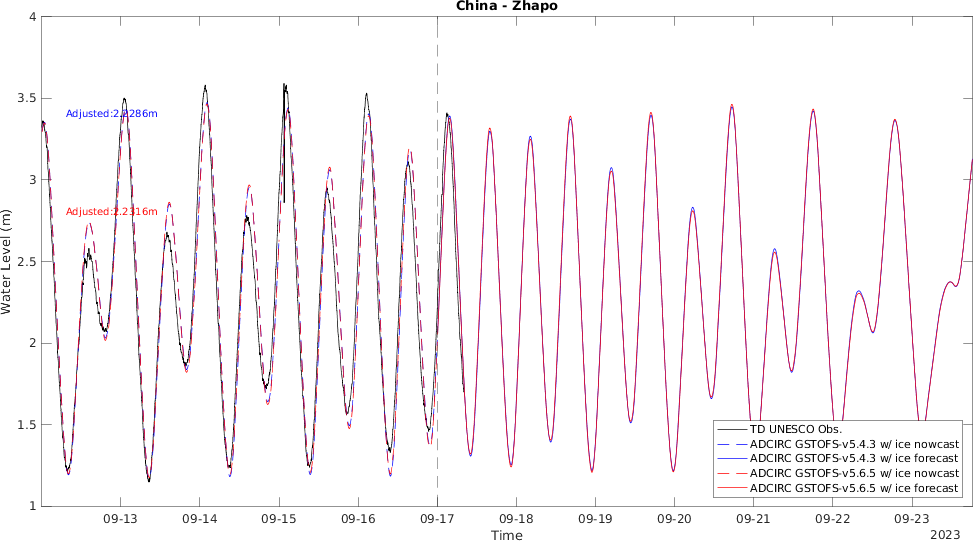 China - Zhapo
4
3.5
3
2.5
2
1.5
1
Water Level (m)
Adjusted:2.2286m
Adjusted:2.2316m
TD UNESCO Obs.
ADCIRC GSTOFS-v5.4.3 w/ ice nowcast
ADCIRC GSTOFS-v5.4.3 w/ ice forecast
ADCIRC GSTOFS-v5.6.5 w/ ice nowcast
ADCIRC GSTOFS-v5.6.5 w/ ice forecast
09-13 09-14 09-15 09-16 09-17 09-18 09-19 09-20 09-21 09-22 09-23
Time
2023